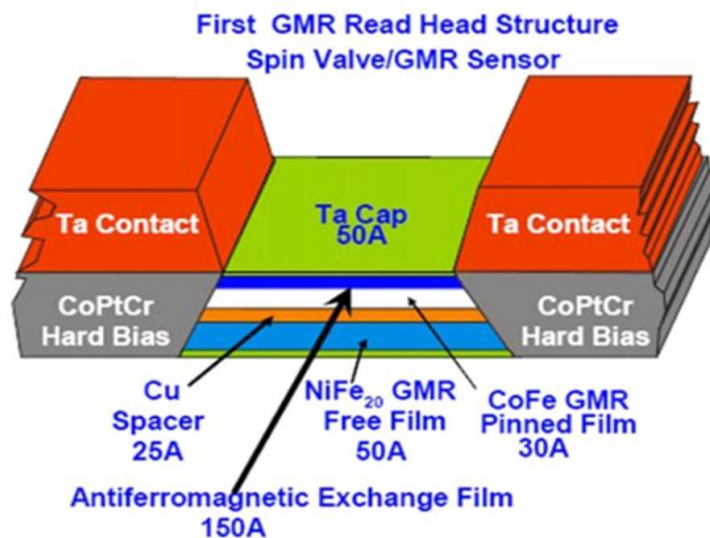 First GMR Read Head Structure
Spin Valve/GMR Sensor
Ta Contact
Ta Cap
50A
Ta Contact
CoPtCr
Hard Bias
CoPtCr
Hard Bias
Cu
Spacer
25A
NiFe₂₀ GMR
Free Film
50A
CoFe GMR
Pinned Film
30A
Antiferromagnetic Exchange Film
150A